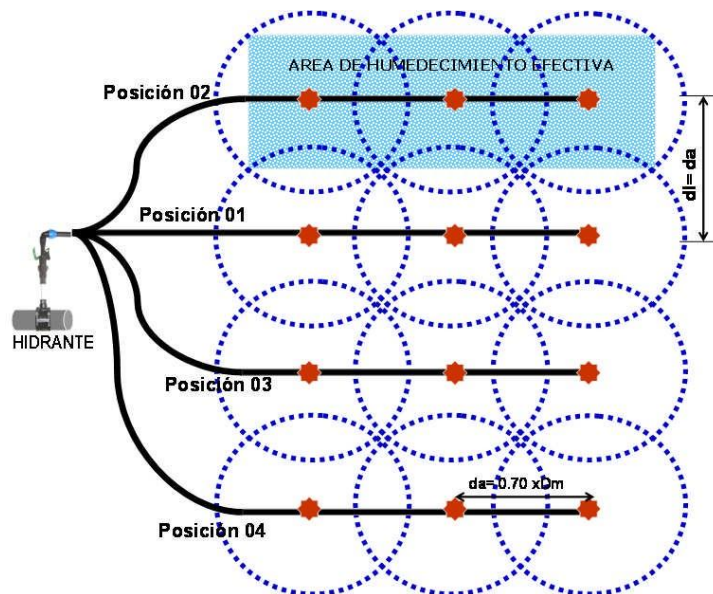 AREA DE HUMEDECIMIENTO EFECTIVA
Posición 02
dl= da
Posición 01
HIDRANTE
Posición 03
da= 0.70 xDm
Posición 04